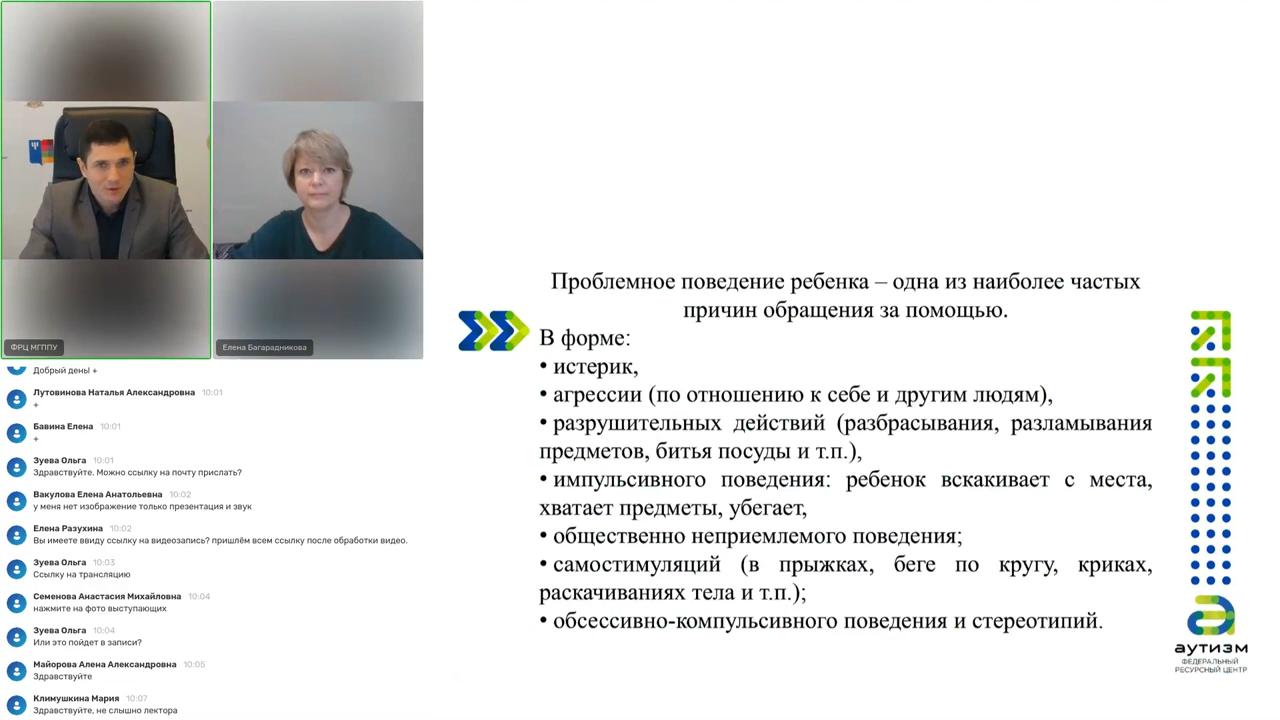 ФРЦ МГППУ
Елена Багарадникова
Добрый день! +
Лутовинова Наталья Александровна 10:01
+
Бавина Елена 10:01
+
Зуева Ольга 10:01
Здравствуйте. Можно ссылку на почту прислать?
Вакулова Елена Анатольевна 10:02
у меня нет изображение только презентация и звук
Елена Разухина 10:02
Вы имеете ввиду ссылку на видеозапись? пришлём всем ссылку после обработки видео.
Зуева Ольга 10:03
Ссылку на трансляцию
Семенова Анастасия Михайловна 10:04
нажмите на фото выступающих
Зуева Ольга 10:04
Или это пойдет в записи?
Майорова Алена Александровна 10:05
Здравствуйте
Климушкина Мария 10:07
Здравствуйте, не слышно лектора
Проблемное поведение ребенка – одна из наиболее частых
причин обращения за помощью.
В форме:
• истерик,
• агрессии (по отношению к себе и другим людям),
• разрушительных действий (разбрасывания, разламывания
предметов, битья посуды и т.п.),
• импульсивного поведения: ребенок вскакивает с места,
хватает предметы, убегает,
• общественно неприемлемого поведения;
• самостимуляций (в прыжках, беге по кругу, криках,
раскачиваниях тела и т.п.);
• обсессивно-компульсивного поведения и стереотипий.
аутизм
ФЕДЕРАЛЬНЫЙ
РЕСУРСНЫЙ ЦЕНТР